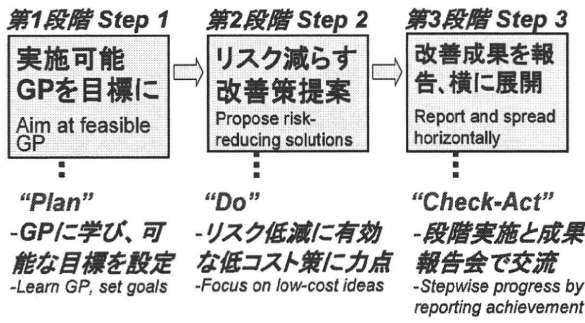 第1段階 Step 1
実施可能
GPを目標に
Aim at feasible
GP
"Plan"
-GPに学び、可
能な目標を設定
-Learn GP, set goals
第2段階 Step 2
リスク減らす
改善策提案
Propose risk-
reducing solutions
"Do"
-リスク低減に有効
な低コスト策に力点
-Focus on low-cost ideas
第3段階 Step 3
改善成果を報
告、横に展開
Report and spread
horizontally
"Check-Act"
-段階実施と成果
報告会で交流
-Stepwise progress by
reporting achievement